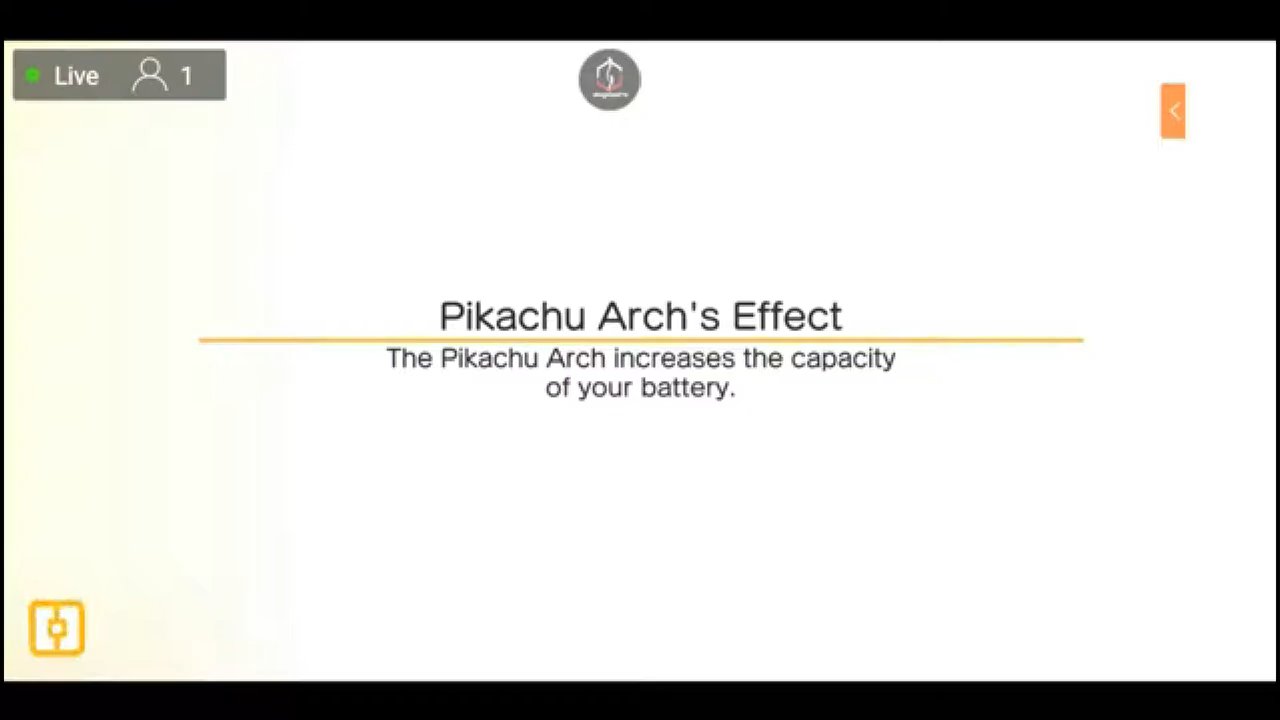 Live 1
Pikachu Arch's Effect
The Pikachu Arch increases the capacity
of your battery.